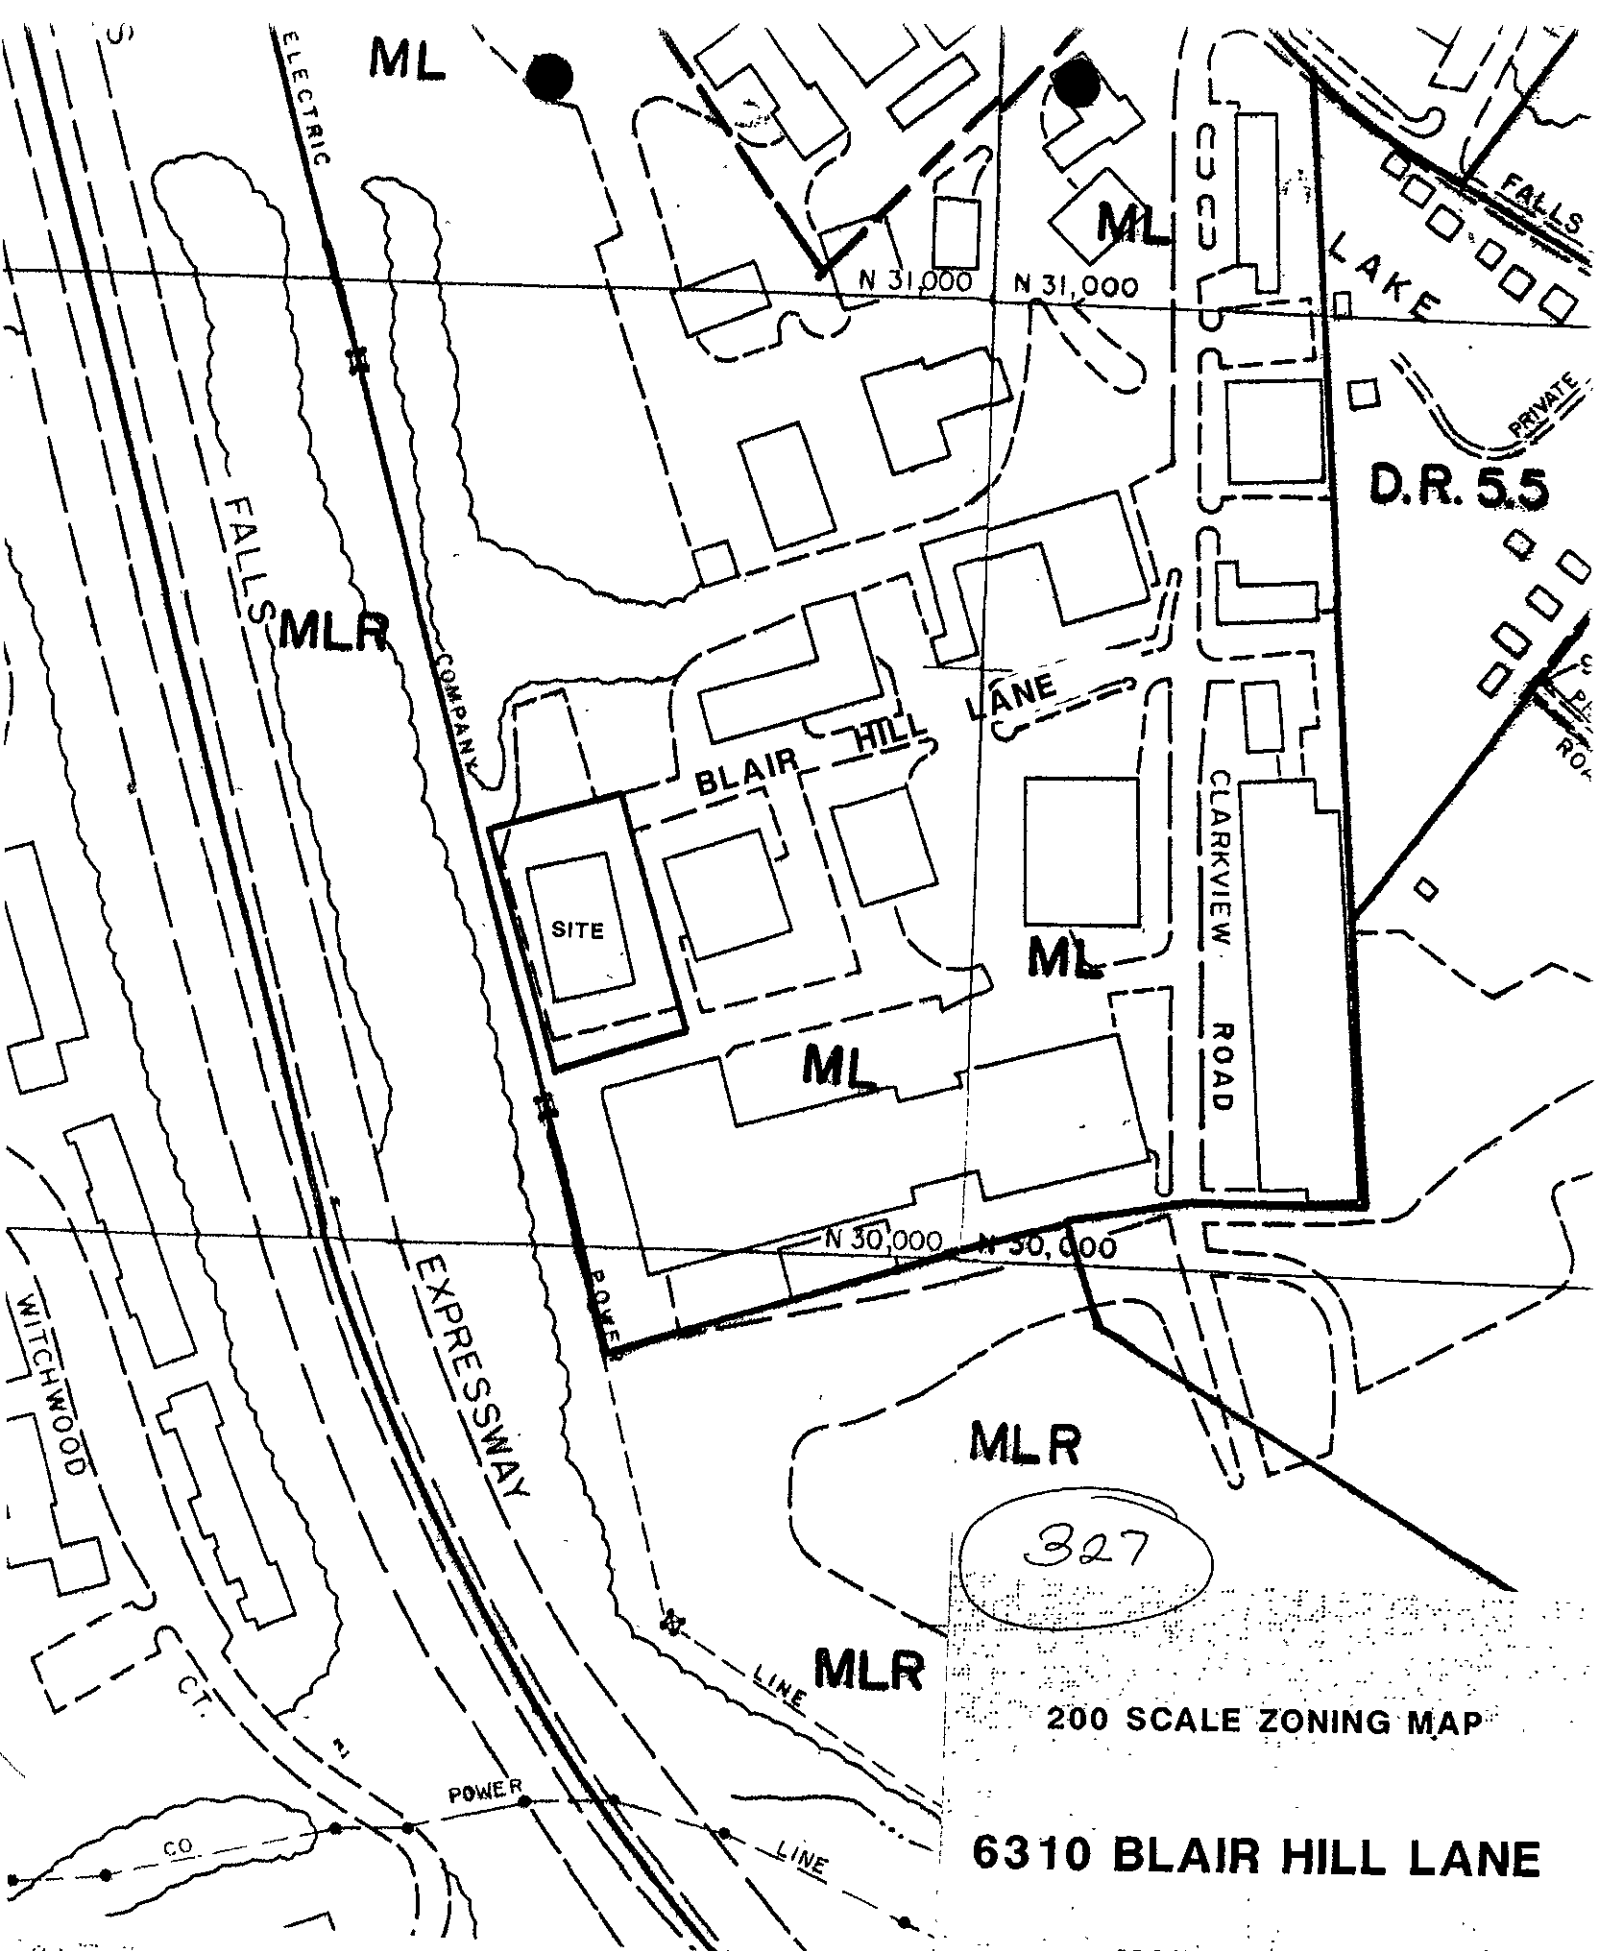 S
ELECTRIC
ML
ML
FALLS
LAKE
N 31,000
N 31,000
PRIVATE
D.R. 5.5
FALLS
MLR
COMPANY
LANE
HILL
BLAIR
CLARKVIEW
SITE
ML
ROAD
ML
N 30,000
N 30,000
EXPRESSWAY
POWER
WITCHWOOD
MLR
327
MLR
LINE
CT.
200 SCALE ZONING MAP
POWER
CO
LINE
6310 BLAIR HILL LANE